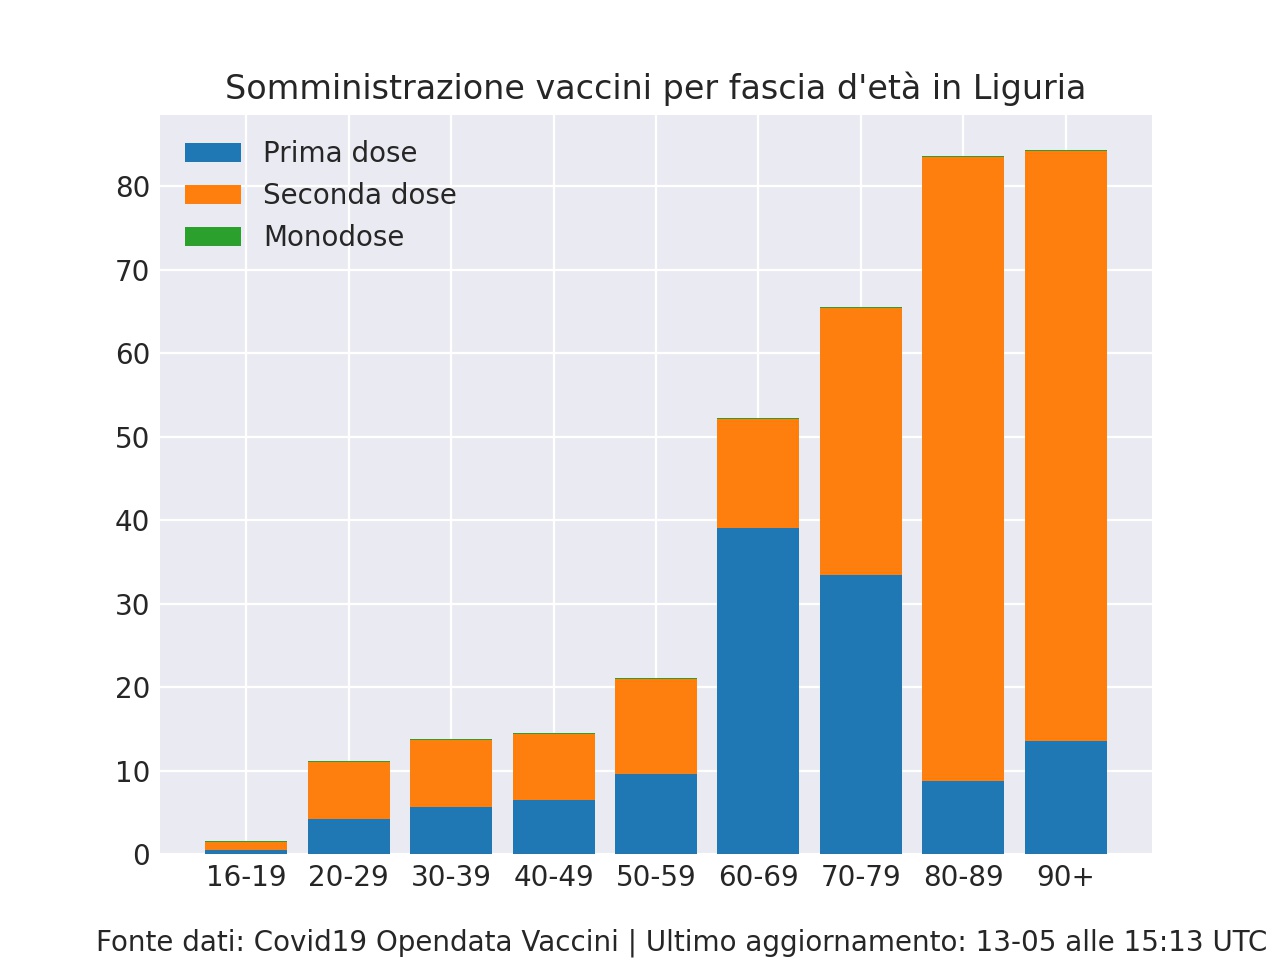 Somministrazione vaccini per fascia d'età in Liguria
Prima dose
Seconda dose
Monodose
80
70
60
50
40
30
20
10
0
16-19 20-29 30-39 40-49 50-59 60-69 70-79 80-89 90+
Fonte dati: Covid19 Opendata Vaccini | Ultimo aggiornamento: 13-05 alle 15:13 UTC